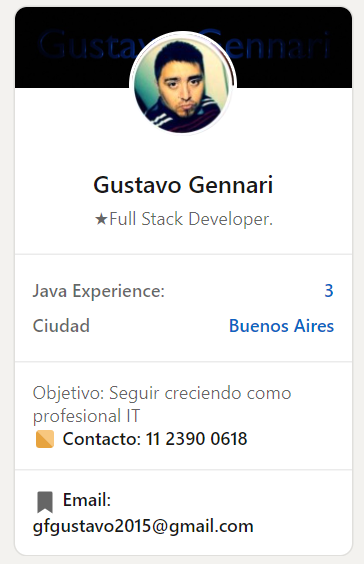 Gustavo Gennari
Gustavo Gennari
★Full Stack Developer.
Java Experience: 3
Ciudad Buenos Aires
Objetivo: Seguir creciendo como
profesional IT
Contacto: 11 2390 0618
Email:
gfgustavo2015@gmail.com